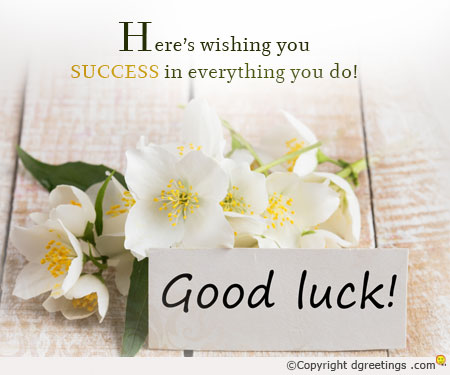 Here's wishing you
SUCCESS in everything you do!
Good luck!
©Copyright dgreetings .com